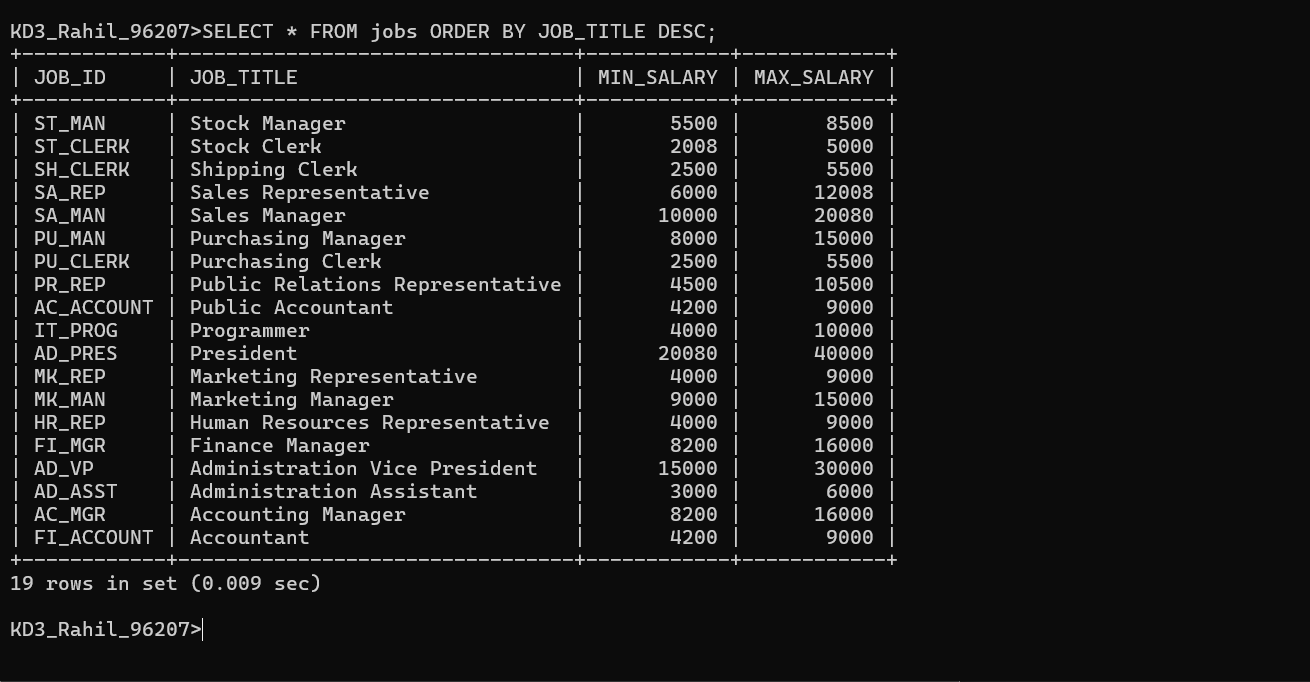 KD3_Rahil_96207>SELECT * FROM jobs ORDER BY JOB_TITLE DESC;
+------------+---------------------------------+------------+------------+
| JOB_ID     | JOB_TITLE                       | MIN_SALARY | MAX_SALARY |
+------------+---------------------------------+------------+------------+
| ST_MAN     | Stock Manager                   |       5500 |       8500 |
| ST_CLERK   | Stock Clerk                     |       2008 |       5000 |
| SH_CLERK   | Shipping Clerk                  |       2500 |       5500 |
| SA_REP     | Sales Representative            |       6000 |      12008 |
| SA_MAN     | Sales Manager                   |      10000 |      20080 |
| PU_MAN     | Purchasing Manager              |       8000 |      15000 |
| PU_CLERK   | Purchasing Clerk                |       2500 |       5500 |
| PR_REP     | Public Relations Representative |       4500 |      10500 |
| AC_ACCOUNT | Public Accountant               |       4200 |       9000 |
| IT_PROG    | Programmer                      |       4000 |      10000 |
| AD_PRES    | President                       |      20080 |      40000 |
| MK_REP     | Marketing Representative        |       4000 |       9000 |
| MK_MAN     | Marketing Manager               |       9000 |      15000 |
| HR_REP     | Human Resources Representative  |       4000 |       9000 |
| FI_MGR     | Finance Manager                 |       8200 |      16000 |
| AD_VP      | Administration Vice President   |      15000 |      30000 |
| AD_ASST    | Administration Assistant        |       3000 |       6000 |
| AC_MGR     | Accounting Manager              |       8200 |      16000 |
| FI_ACCOUNT | Accountant                      |       4200 |       9000 |
+------------+---------------------------------+------------+------------+
19 rows in set (0.009 sec)
KD3_Rahil_96207>